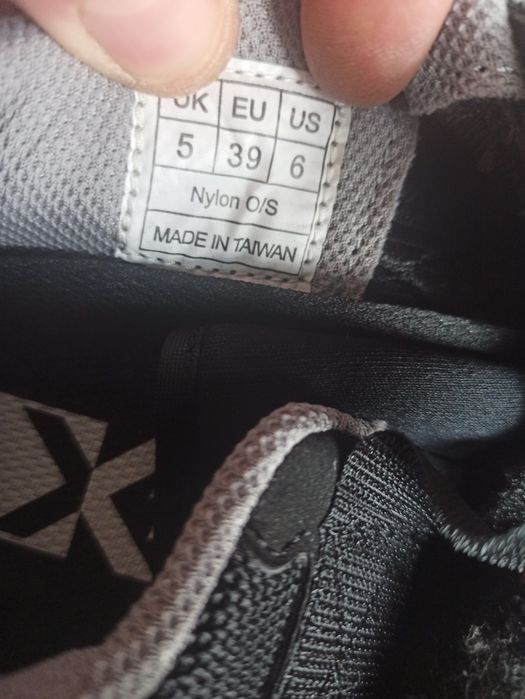 UK EU US
5 39 6
Nylon O/S
MADE IN TAIWAN